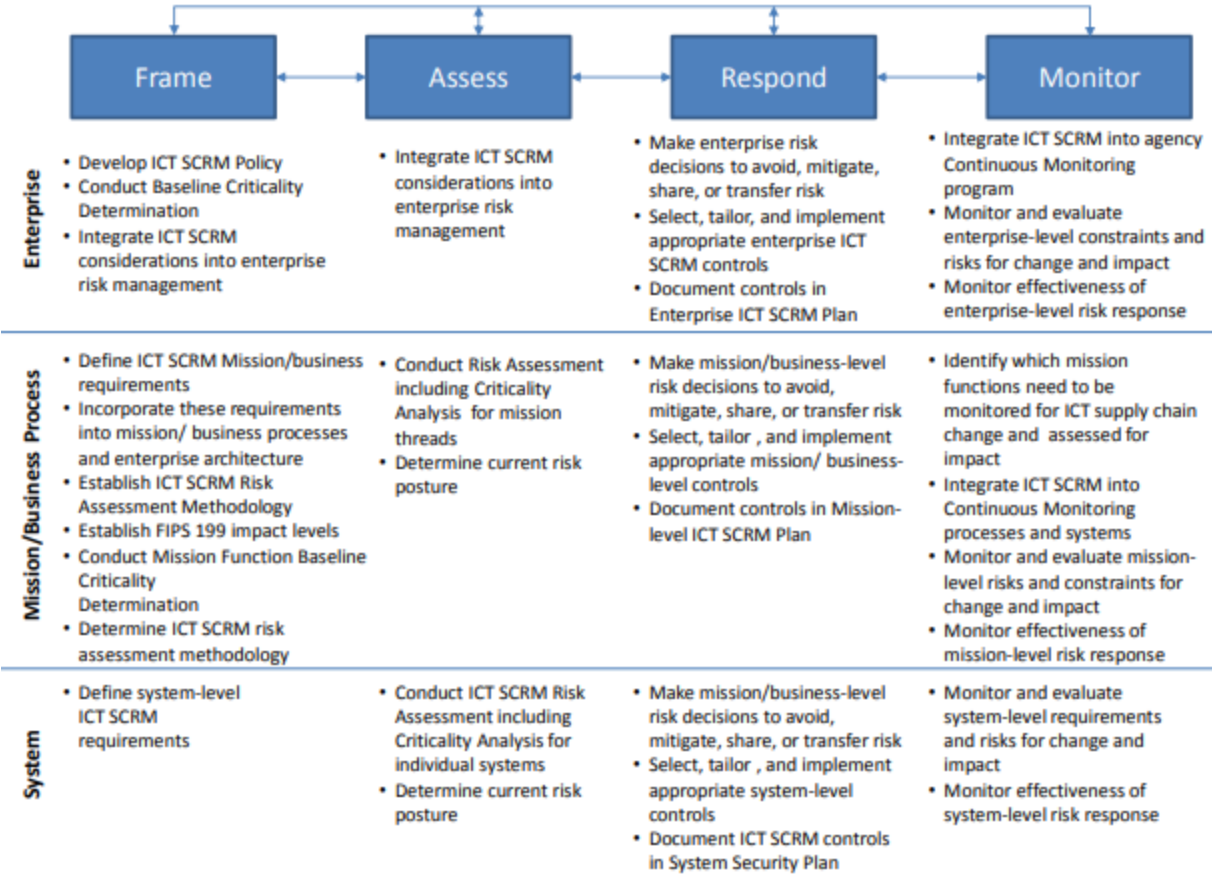 Frame
Assess
Respond
Monitor
Enterprise
• Develop ICT SCRM Policy
• Conduct Baseline Criticality
Determination
• Integrate ICT SCRM
considerations into enterprise
risk management
• Integrate ICT SCRM
considerations into
enterprise risk
management
• Make enterprise risk
decisions to avoid, mitigate,
share, or transfer risk
• Select, tailor, and implement
appropriate enterprise ICT
SCRM controls
• Document controls in
Enterprise ICT SCRM Plan
• Integrate ICT SCRM into agency
Continuous Monitoring
program
• Monitor and evaluate
enterprise-level constraints and
risks for change and impact
• Monitor effectiveness of
enterprise-level risk response
Mission/Business Process
• Define ICT SCRM Mission/business
requirements
• Incorporate these requirements
into mission/ business processes
and enterprise architecture
• Establish ICT SCRM Risk
Assessment Methodology
• Establish FIPS 199 impact levels
• Conduct Mission Function Baseline
Criticality
Determination
• Determine ICT SCRM risk
assessment methodology
• Conduct Risk Assessment
including Criticality
Analysis for mission
threads
• Determine current risk
posture
• Make mission/business-level
risk decisions to avoid,
mitigate, share, or transfer risk
• Select, tailor , and implement
appropriate mission/ business-
level controls
• Document controls in Mission-
level ICT SCRM Plan
• Identify which mission
functions need to be
monitored for ICT supply chain
change and assessed for
impact
• Integrate ICT SCRM into
Continuous Monitoring
processes and systems
• Monitor and evaluate mission-
level risks and constraints for
change and impact
• Monitor effectiveness of
mission-level risk response
System
• Define system-level
ICT SCRM
requirements
• Conduct ICT SCRM Risk
Assessment including
Criticality Analysis for
individual systems
• Determine current risk
posture
• Make mission/business-level
risk decisions to avoid,
mitigate, share, or transfer risk
• Select, tailor , and implement
appropriate system-level
controls
• Document ICT SCRM controls
in System Security Plan
• Monitor and evaluate
system-level requirements
and risks for change and
impact
• Monitor effectiveness of
system-level risk response